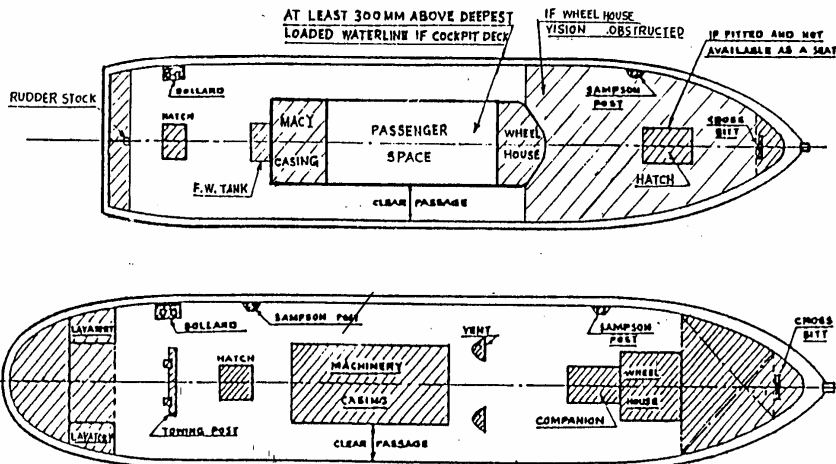 AT LEAST 300MM ABOVE DEEPEST
LOADED WATERLINE IF COCKPIT DECK
IF WHEEL HOUSE
VISION OBSTRUCTED
IF FITTED AND NOT
AVAILABLE AS A SEAT
RUDDER STOCK
BOLLARD
SAMPSON
POST
HATCH
MACY
CASING
PASSENGER
SPACE
WHEEL
HOUSE
CROSS
BITT
HATCH
F.W. TANK
CLEAR PASSAGE
LAVATORY
BOLLARD
SAMPSON POST
VENT
SAMPSON
POST
CROSS
BITT
HATCH
MACHINERY
CASING
WHEEL
HOUSE
COMPANION
LAVATORY
TOWING POST
CLEAR PASSAGE